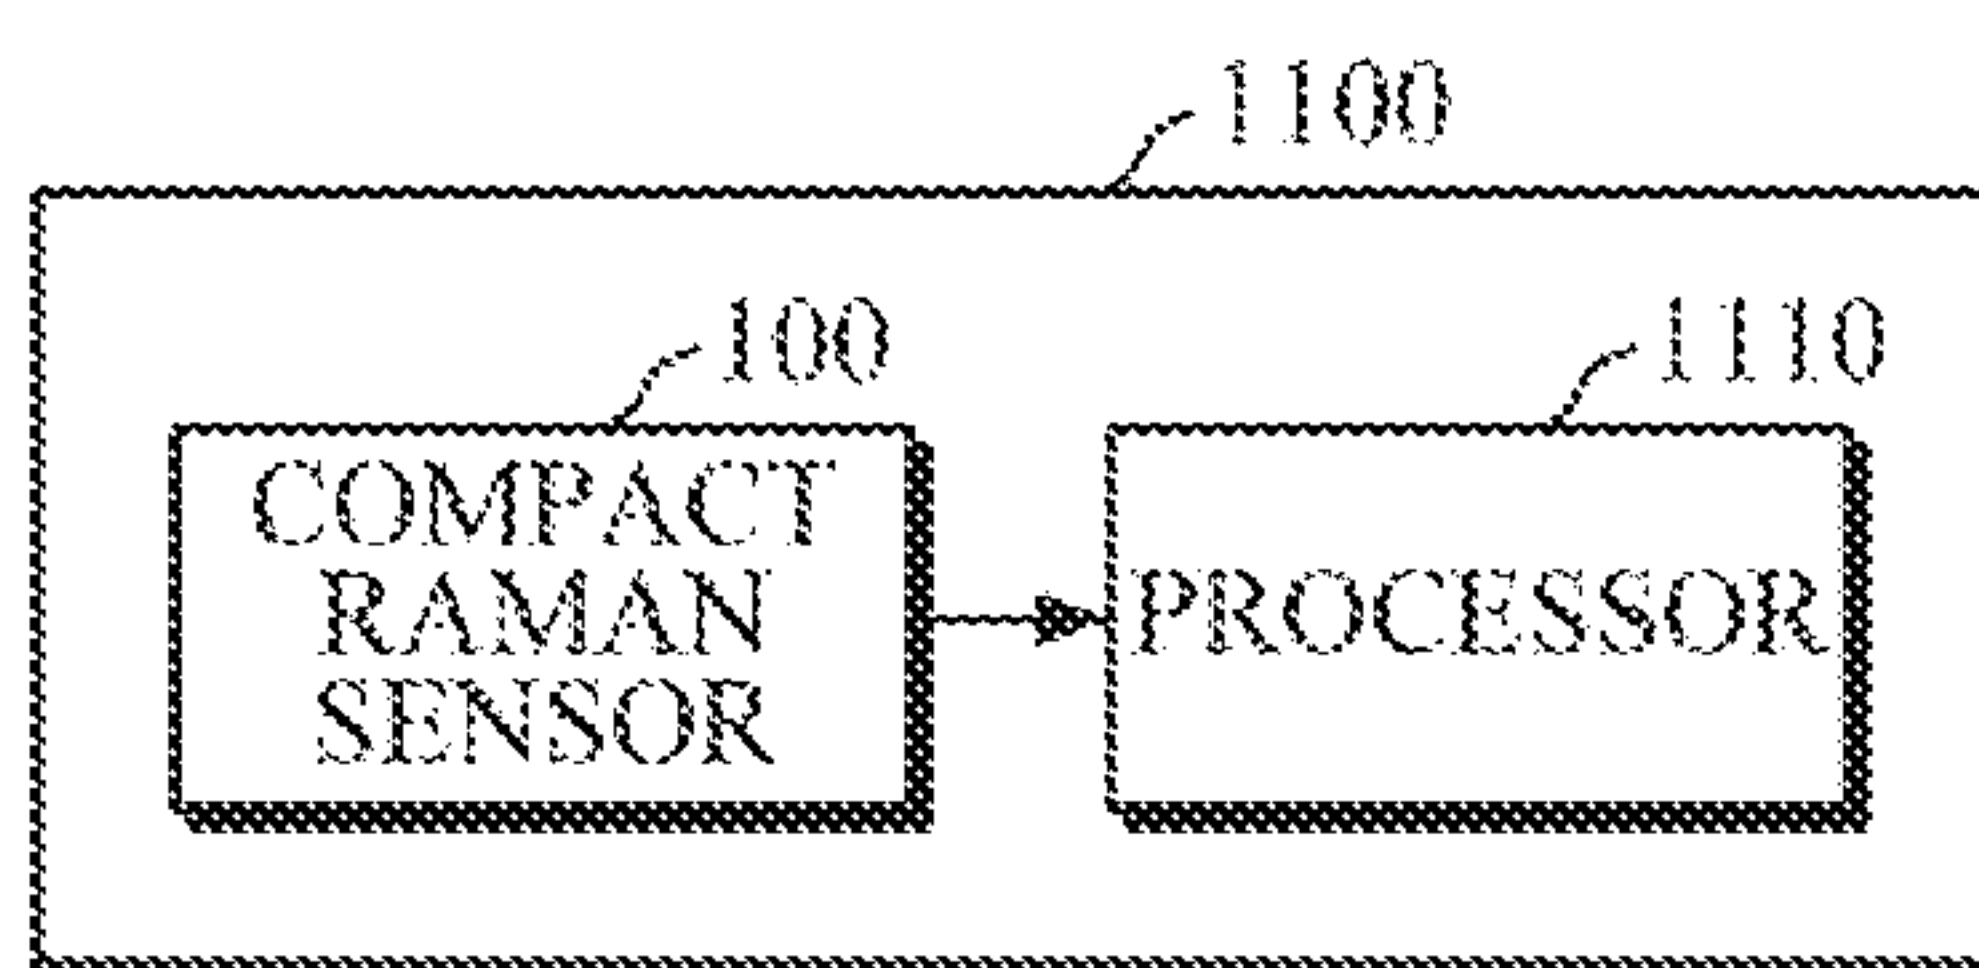 1100
100
1110
COMPACT
RAMAN
SENSOR
PROCESSOR